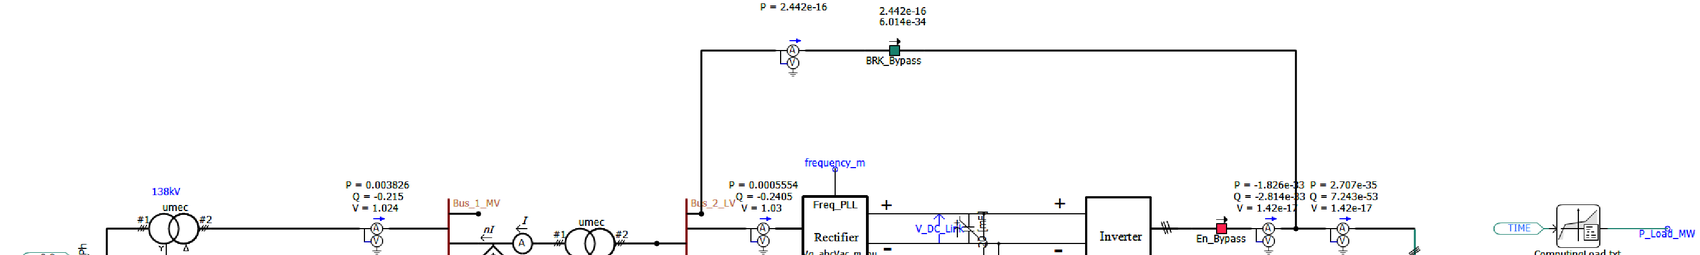 P = 2.442e-16
2.442e-16
6.014e-34
BRK_Bypass
frequency_m
138kV
umec
#1
#2
P = 0.003826
Q = -0.215
V = 1.024
Bus_1_MV
nI
I
A
V
#1
umec
#2
Bus_2_LV
P = 0.0005554
Q = -0.2405
V = 1.03
A
V
Freq_PLL
Rectifier
+
-
V_DC_Link
+
-
Inverter
En_Bypass
P = -1.826e-33
Q = -2.814e-33
V = 1.42e-17
P = 2.707e-35
Q = 7.243e-53
V = 1.42e-17
A
V
A
V
TIME
P_Load_MW
ComputingLoad.txt